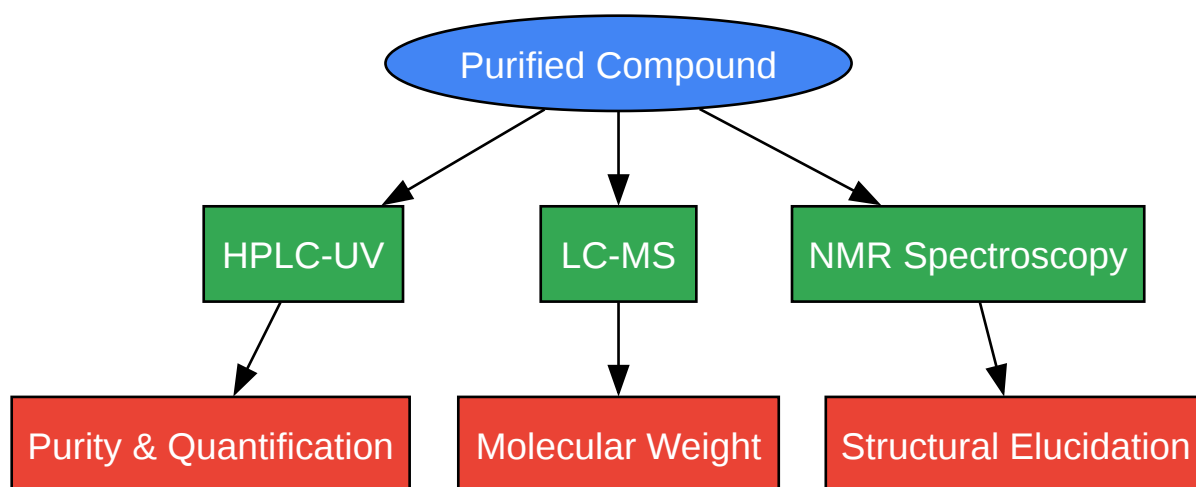 Purified Compound
HPLC-UV
LC-MS
NMR Spectroscopy
Purity & Quantification
Molecular Weight
Structural Elucidation